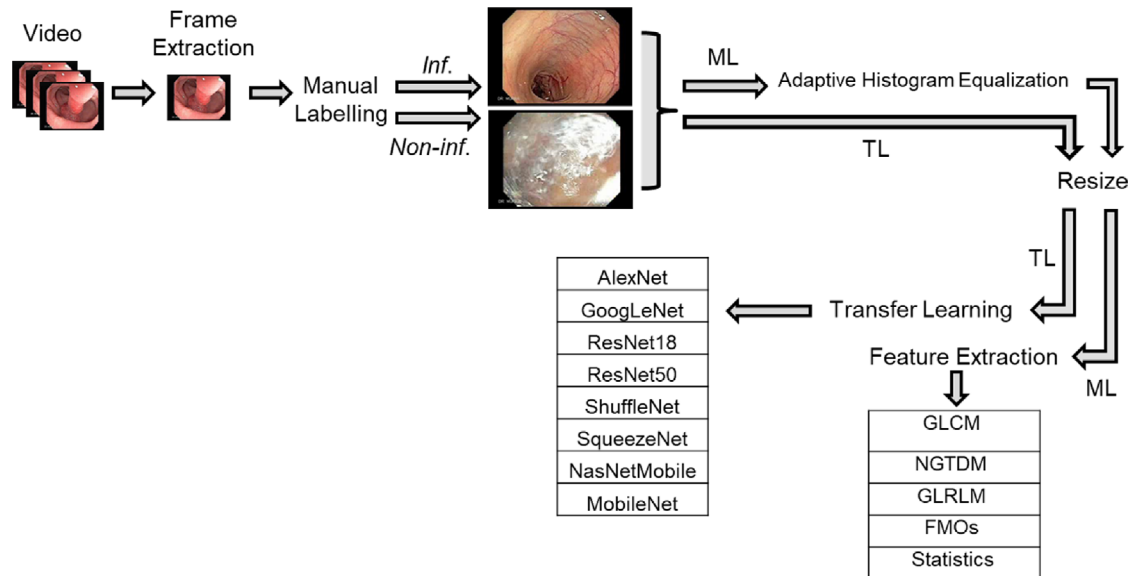 Video
Frame
Extraction
Manual
Labelling
Inf.
Non-inf.
ML
Adaptive Histogram Equalization
TL
Resize
TL
Transfer Learning
AlexNet
GoogLeNet
ResNet18
ResNet50
ShuffleNet
SqueezeNet
NasNetMobile
MobileNet
Feature Extraction
ML
GLCM
NGTDM
GLRLM
FMOs
Statistics